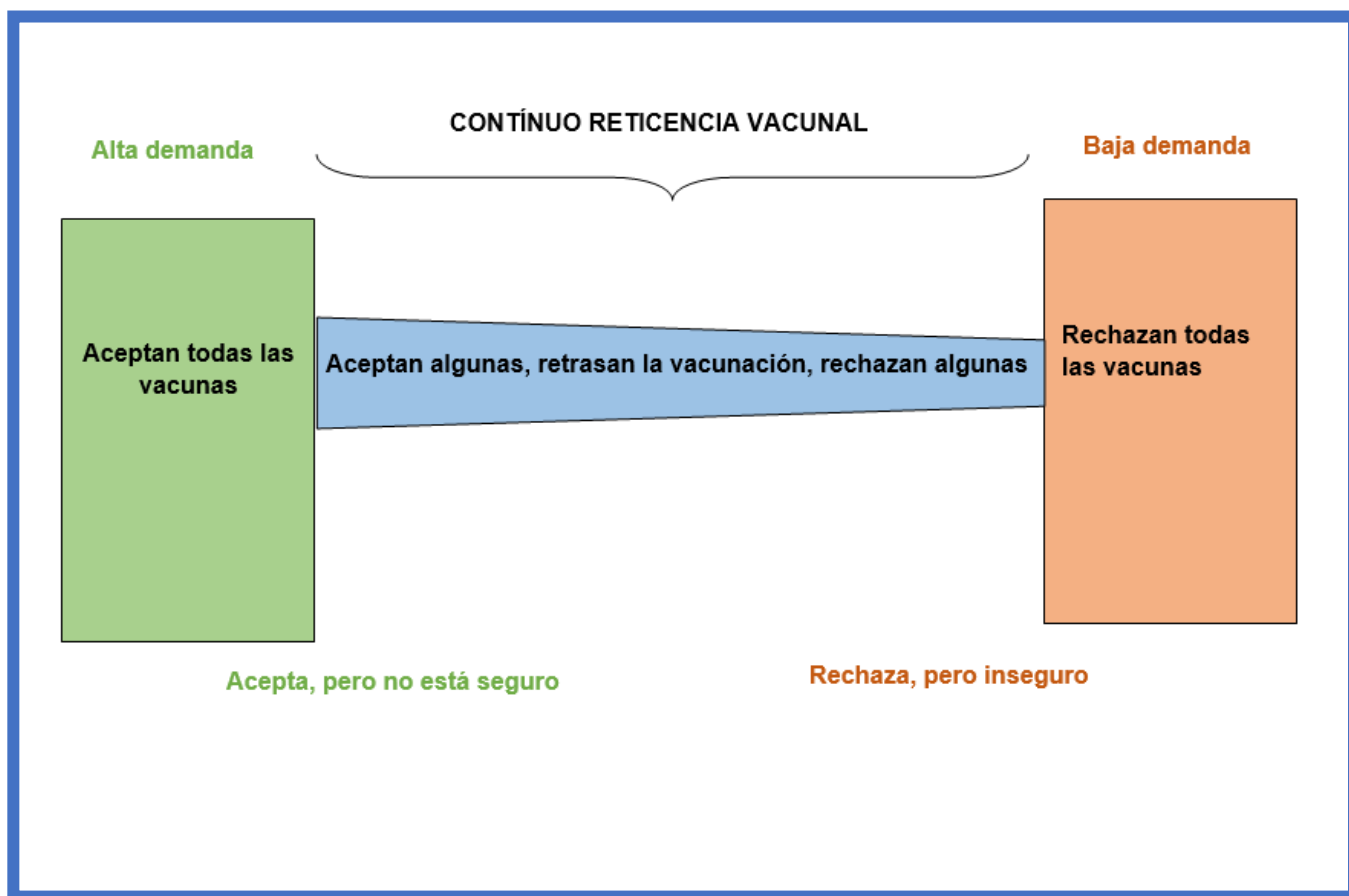 CONTÍNUO RETICENCIA VACUNAL
Alta demanda
Baja demanda
Aceptan todas las
vacunas
Aceptan algunas, retrasan la vacunación, rechazan algunas
Rechazan todas
las vacunas
Acepta, pero no está seguro
Rechaza, pero inseguro